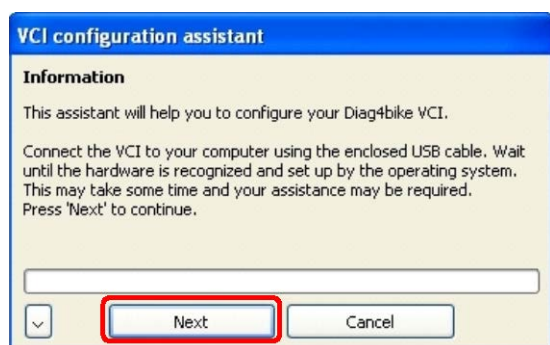 VCI configuration assistant
Information
This assistant will help you to configure your Diag4bike VCI.
Connect the VCI to your computer using the enclosed USB cable. Wait
until the hardware is recognized and set up by the operating system.
This may take some time and your assistance may be required.
Press 'Next' to continue.
Next
Cancel